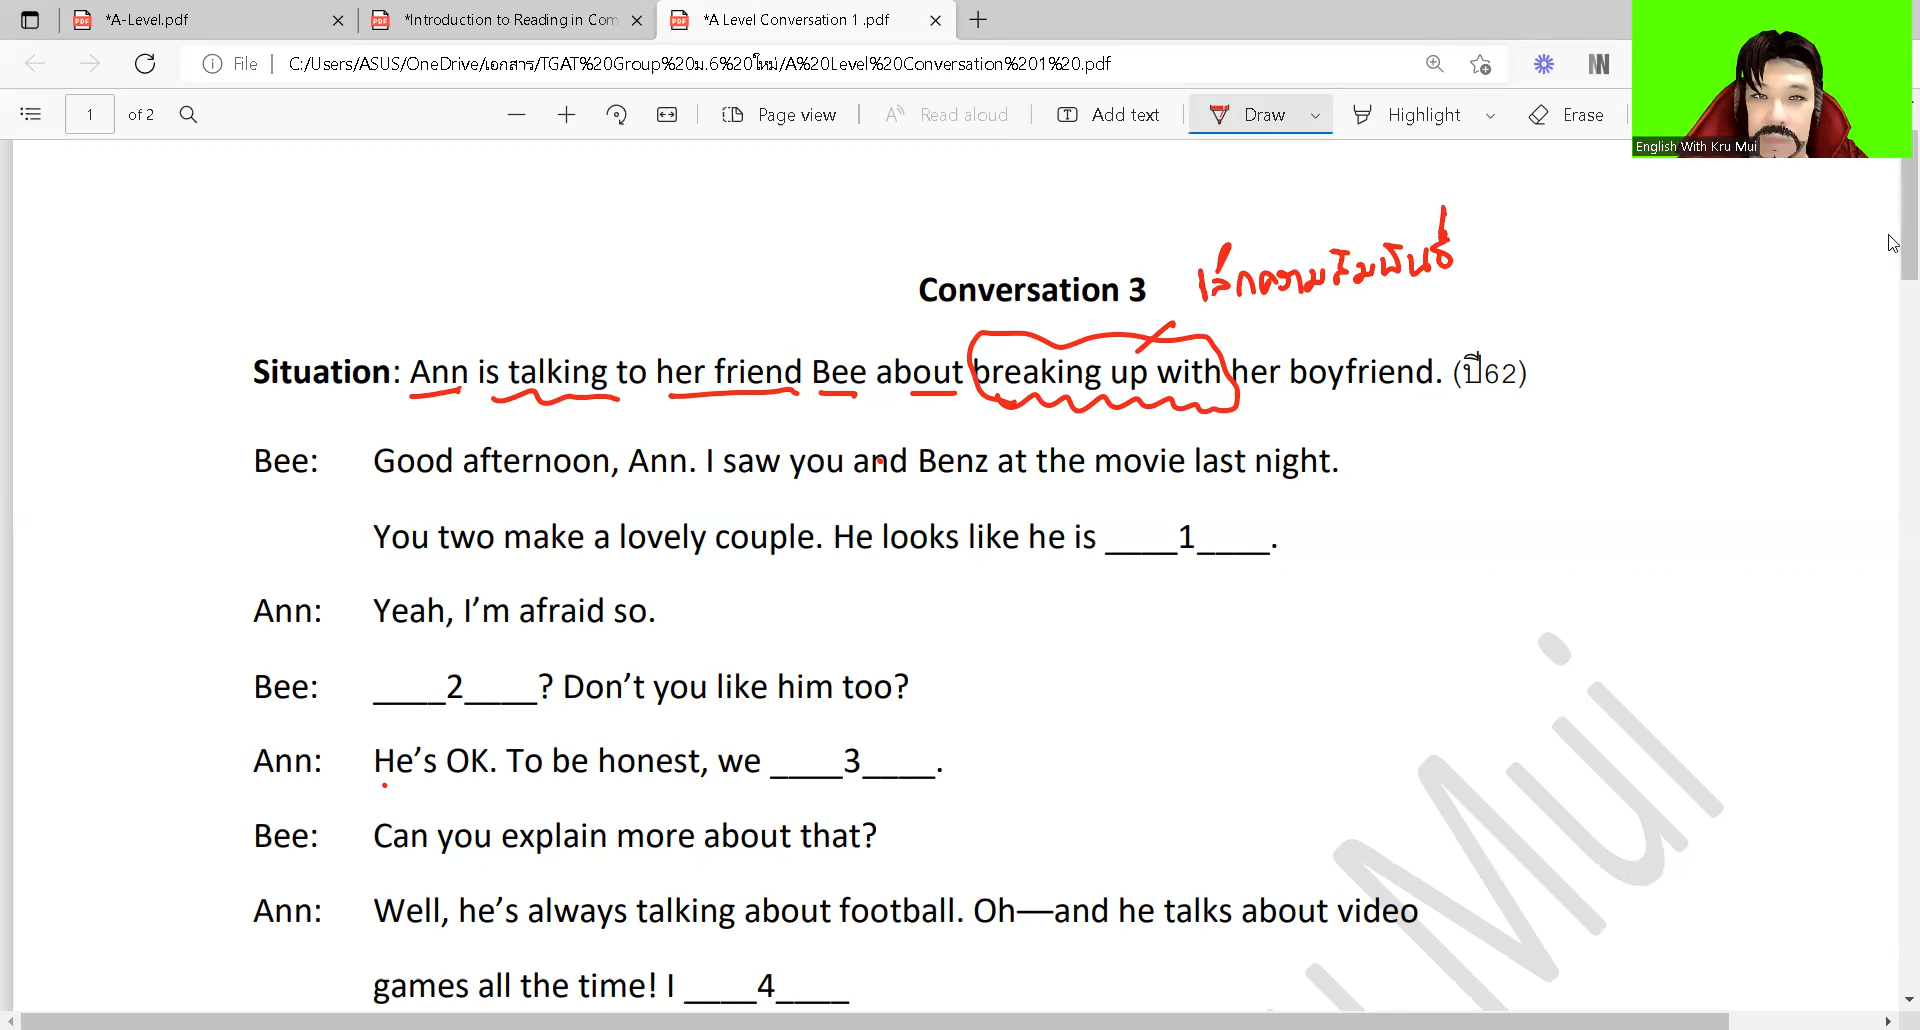 *A-Level.pdf
*Introduction to Reading in Com
*A Level Conversation 1 .pdf
File
C:/Users/ASUS/OneDrive/เอกสาร/TGAT%20Group%20ม.6%20ใหม่/A%20Level%20Conversation%201%20.pdf
1 of 2
Page view
Read aloud
Add text
Draw
Highlight
Erase
English With Kru Mui
เลิกความสัมพันธ์
Conversation 3
Situation: Ann is talking to her friend Bee about breaking up with her boyfriend. (ปี62)
Bee: Good afternoon, Ann. I saw you and Benz at the movie last night.
You two make a lovely couple. He looks like he is ____1____.
Ann: Yeah, I’m afraid so.
Bee: ____2____? Don’t you like him too?
Ann: He’s OK. To be honest, we ____3____.
Bee: Can you explain more about that?
Ann: Well, he’s always talking about football. Oh—and he talks about video
games all the time! I ____4____
Mui